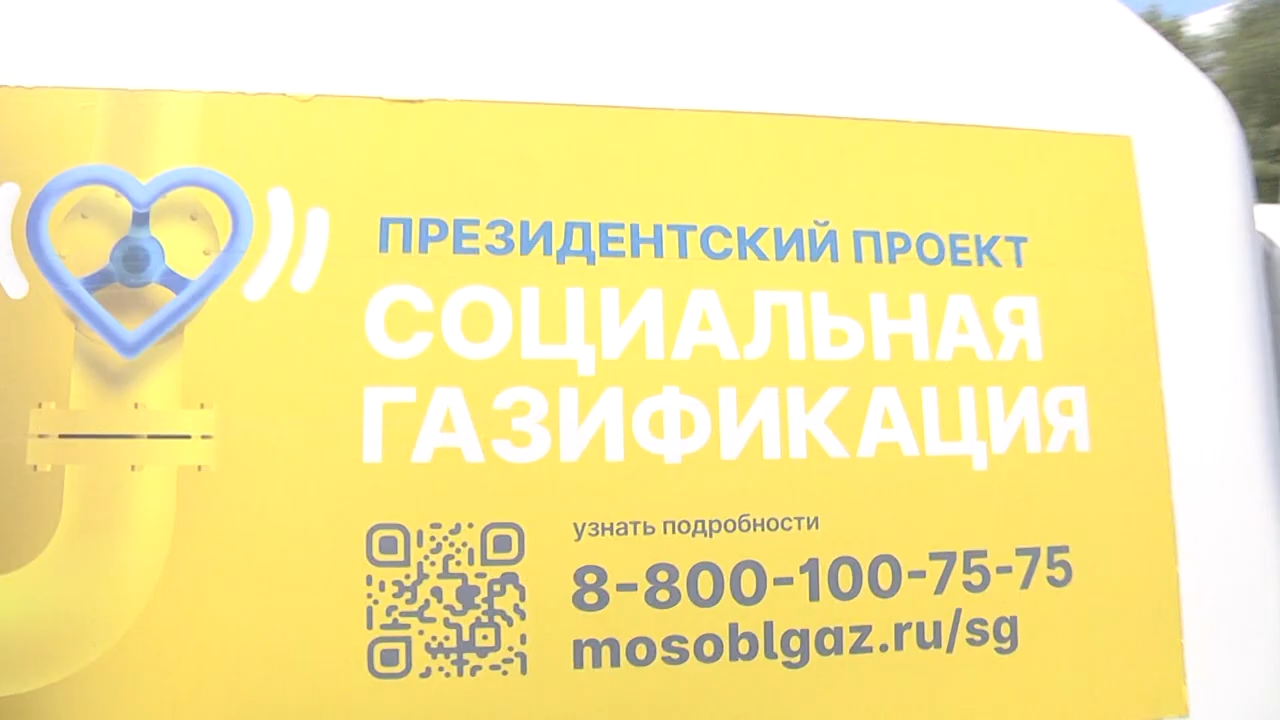 ПРЕЗИДЕНТСКИЙ ПРОЕКТ
СОЦИАЛЬНАЯ
ГАЗИФИКАЦИЯ
узнать подробности
8-800-100-75-75
mosoblgaz.ru/sg